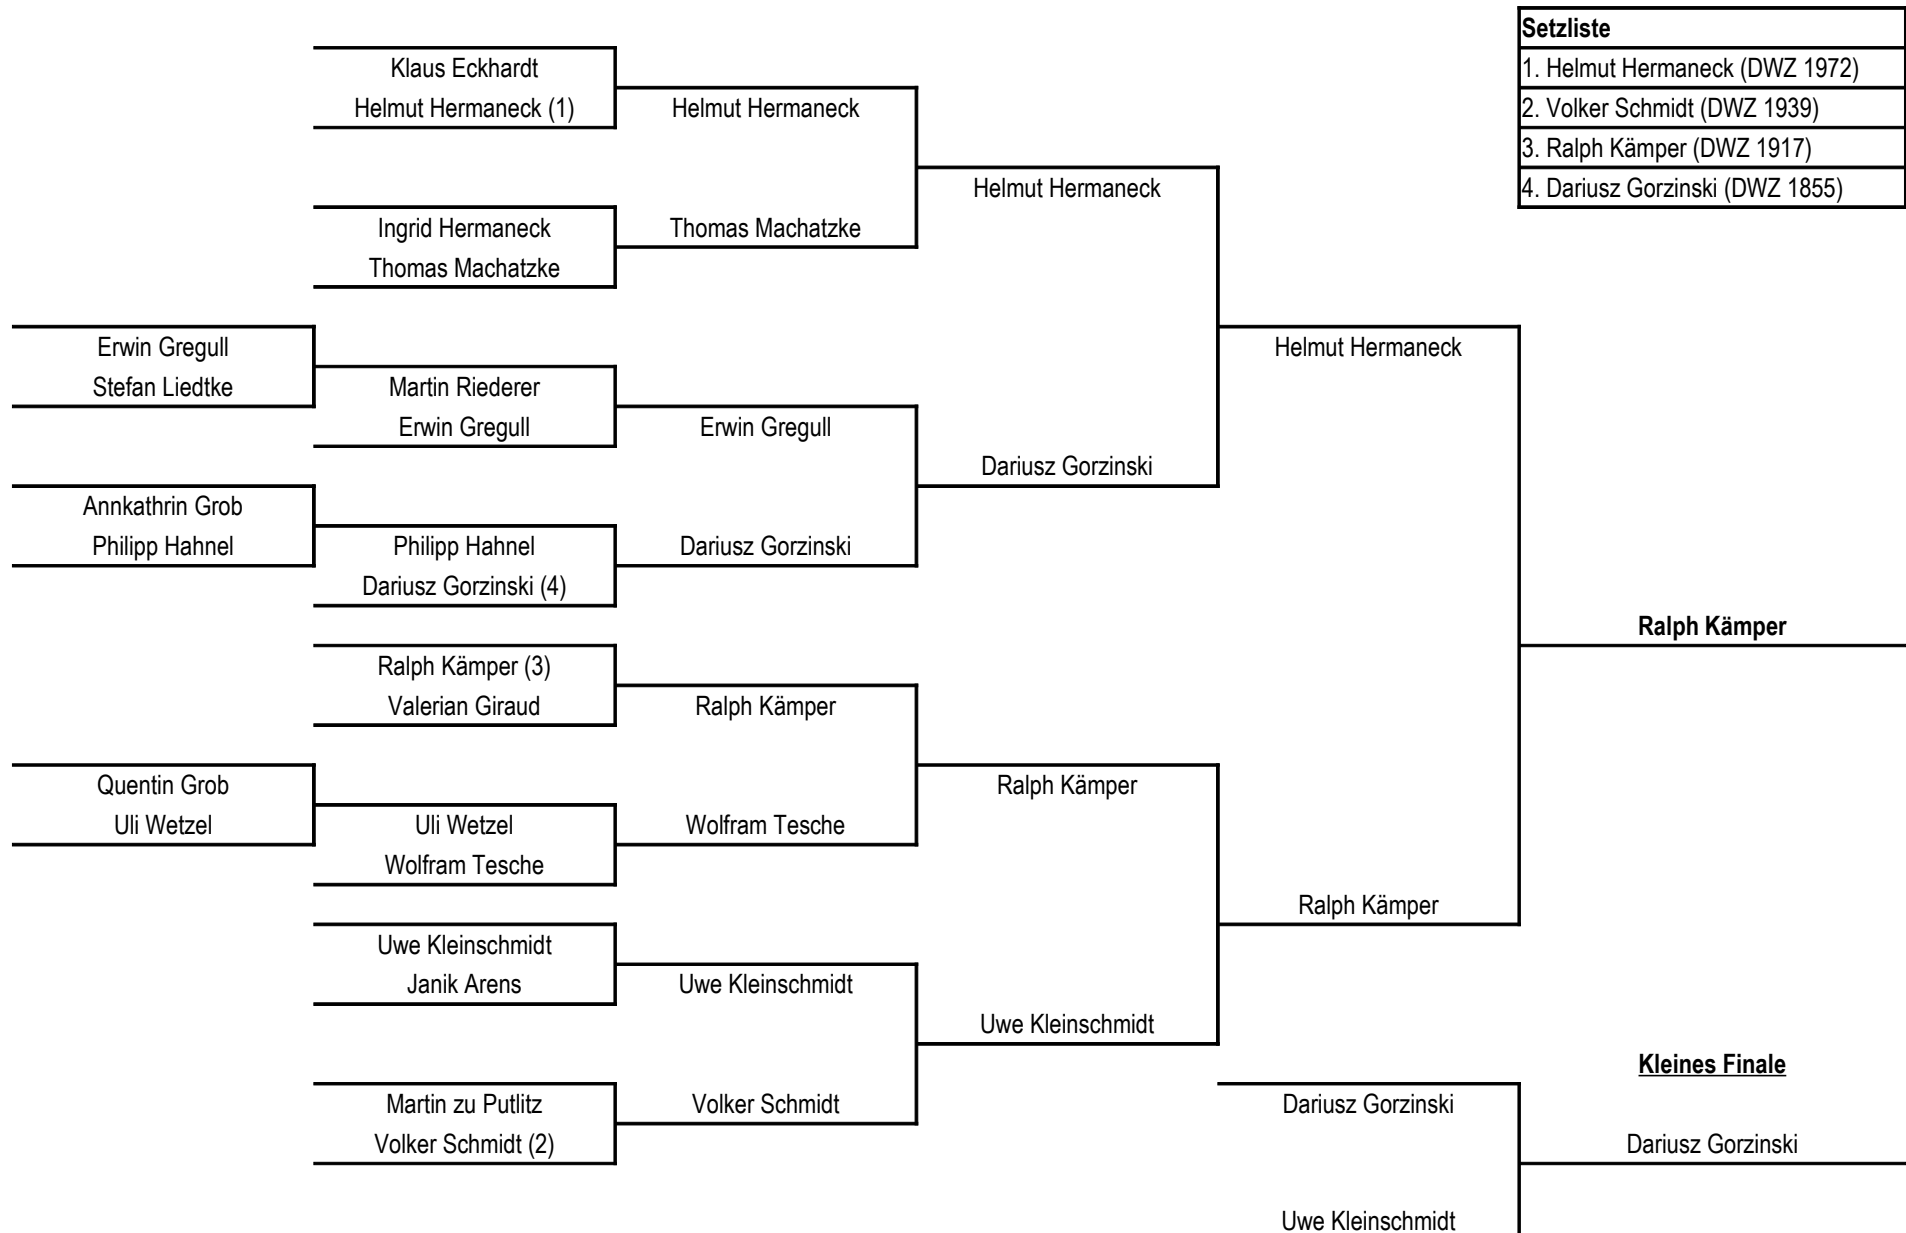 Setzliste
1. Helmut Hermaneck (DWZ 1972)
2. Volker Schmidt (DWZ 1939)
3. Ralph Kämper (DWZ 1917)
4. Dariusz Gorzinski (DWZ 1855)
Erwin Gregull
Stefan Liedtke
Annkathrin Grob
Philipp Hahnel
Quentin Grob
Uli Wetzel
Klaus Eckhardt
Helmut Hermaneck (1)
Ingrid Hermaneck
Thomas Machatzke
Martin Riederer
Erwin Gregull
Philipp Hahnel
Dariusz Gorzinski (4)
Ralph Kämper (3)
Valerian Giraud
Uli Wetzel
Wolfram Tesche
Uwe Kleinschmidt
Janik Arens
Martin zu Putlitz
Volker Schmidt (2)
Helmut Hermaneck
Thomas Machatzke
Erwin Gregull
Dariusz Gorzinski
Ralph Kämper
Wolfram Tesche
Uwe Kleinschmidt
Volker Schmidt
Helmut Hermaneck
Dariusz Gorzinski
Ralph Kämper
Uwe Kleinschmidt
Helmut Hermaneck
Ralph Kämper
Ralph Kämper
Kleines Finale
Dariusz Gorzinski
Uwe Kleinschmidt
Dariusz Gorzinski